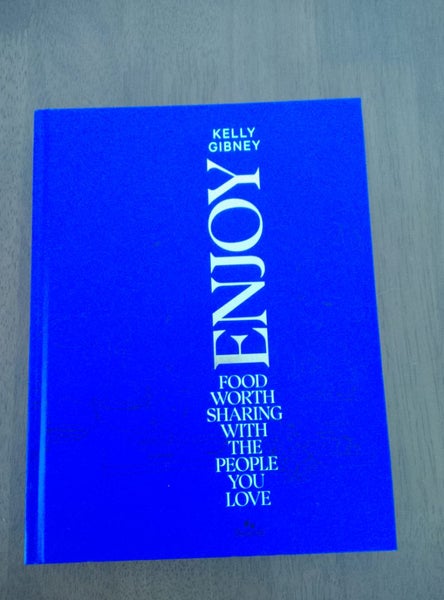 KELLY
GIBNEY
ENJOY
FOOD
WORTH
SHARING
WITH
THE
PEOPLE
YOU
LOVE